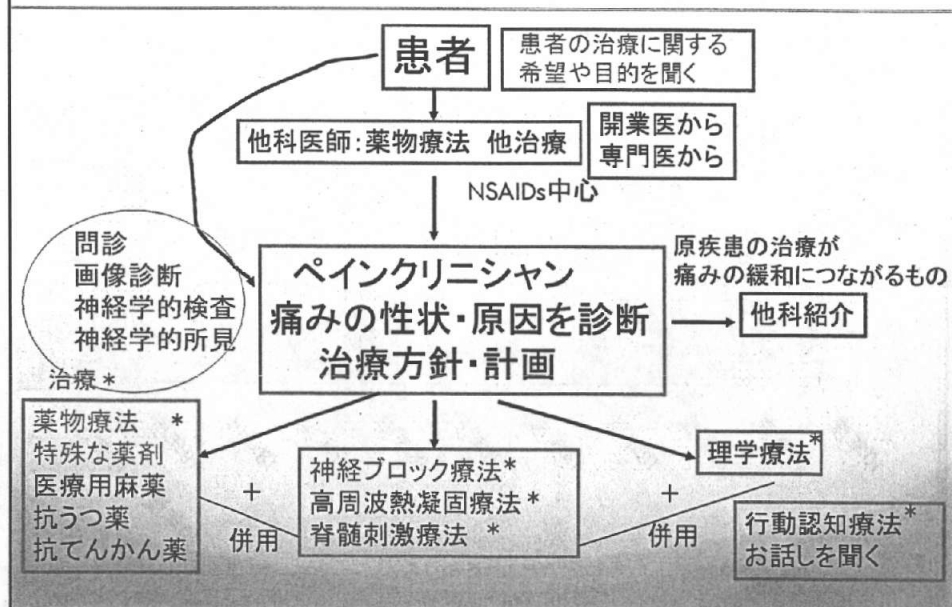 患者
患者の治療に関する
希望や目的を聞く
他科医師:薬物療法 他治療
開業医から
専門医から
NSAIDs中心
問診
画像診断
神経学的検査
神経学的所見
ペインクリニシャン
痛みの性状・原因を診断
治療方針・計画
原疾患の治療が
痛みの緩和につながるもの
他科紹介
治療*
薬物療法 *
特殊な薬剤
医療用麻薬
抗うつ薬
抗てんかん薬
+
併用
神経ブロック療法*
高周波熱凝固療法*
脊髄刺激療法 *
+
併用
理学療法*
行動認知療法*
お話しを聞く